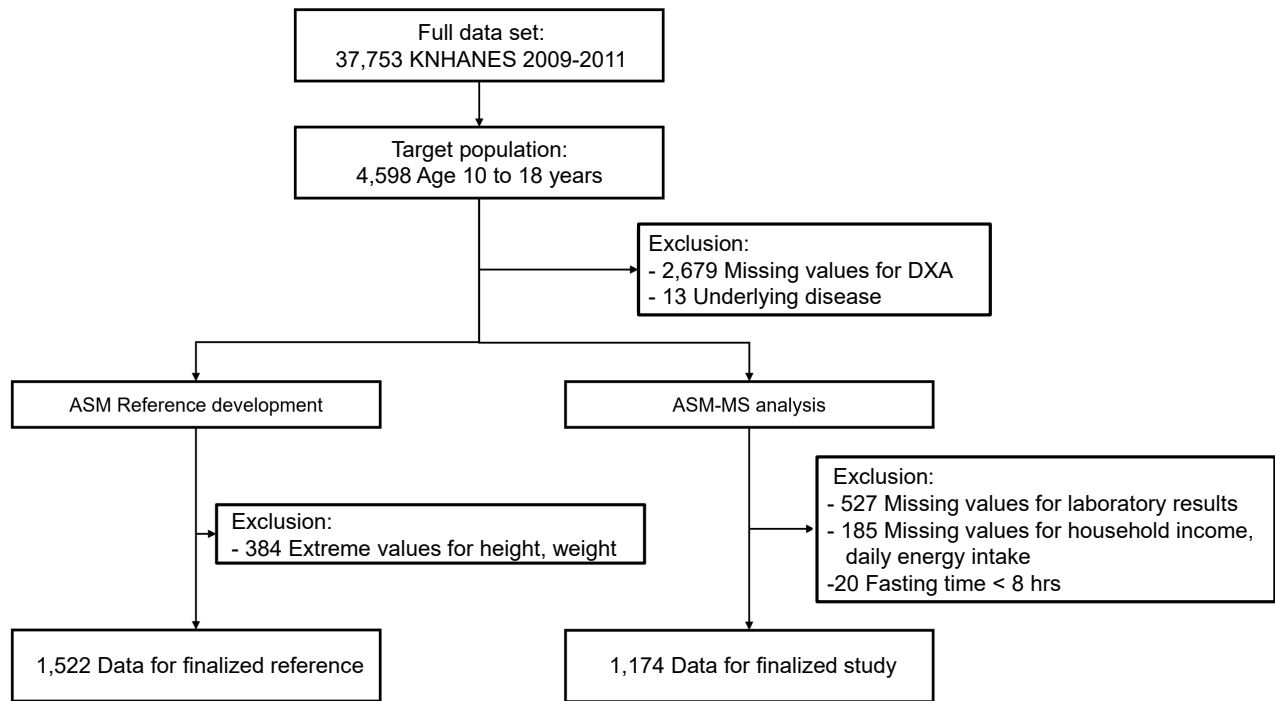 Full data set:
37,753 KNHANES 2009-2011
Target population:
4,598 Age 10 to 18 years
Exclusion:
- 2,679 Missing values for DXA
- 13 Underlying disease
ASM Reference development
ASM-MS analysis
Exclusion:
- 384 Extreme values for height, weight
Exclusion:
- 527 Missing values for laboratory results
- 185 Missing values for household income,
daily energy intake
-20 Fasting time < 8 hrs
1,522 Data for finalized reference
1,174 Data for finalized study